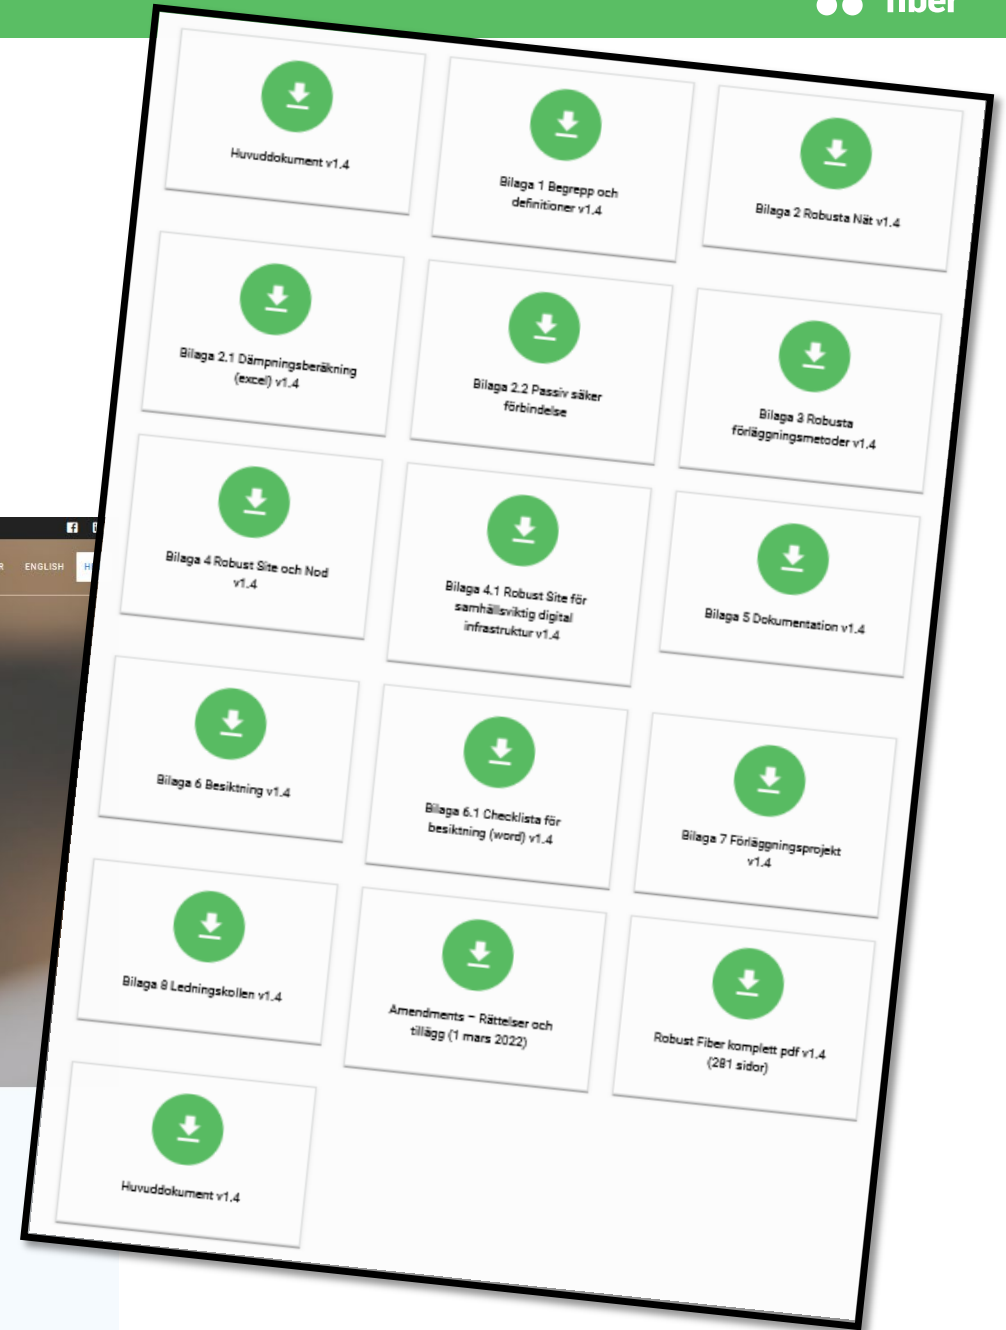 fiber
Huvuddokument v1.4
Bilaga 1 Begrepp och
definitioner v1.4
Bilaga 2 Robusta Nät v1.4
Bilaga 2.1 Dämpningsberäkning
(excel) v1.4
Bilaga 2.2 Passiv säker
förbindelse
Bilaga 3 Robusta
förläggningsmetoder v1.4
Bilaga 4 Robust Site och Nod
v1.4
Bilaga 4.1 Robust Site för
samhällsviktig digital
infrastruktur v1.4
Bilaga 5 Dokumentation v1.4
ENGLISH
Bilaga 6 Besiktning v1.4
Bilaga 6.1 Checklista för
besiktning (word) v1.4
Bilaga 7 Förläggningsprojekt
v1.4
Bilaga 8 Ledningskollen v1.4
Amendments – Rättelser och
tillägg (1 mars 2022)
Robust Fiber komplett pdf v1.4
(281 sidor)
Huvuddokument v1.4